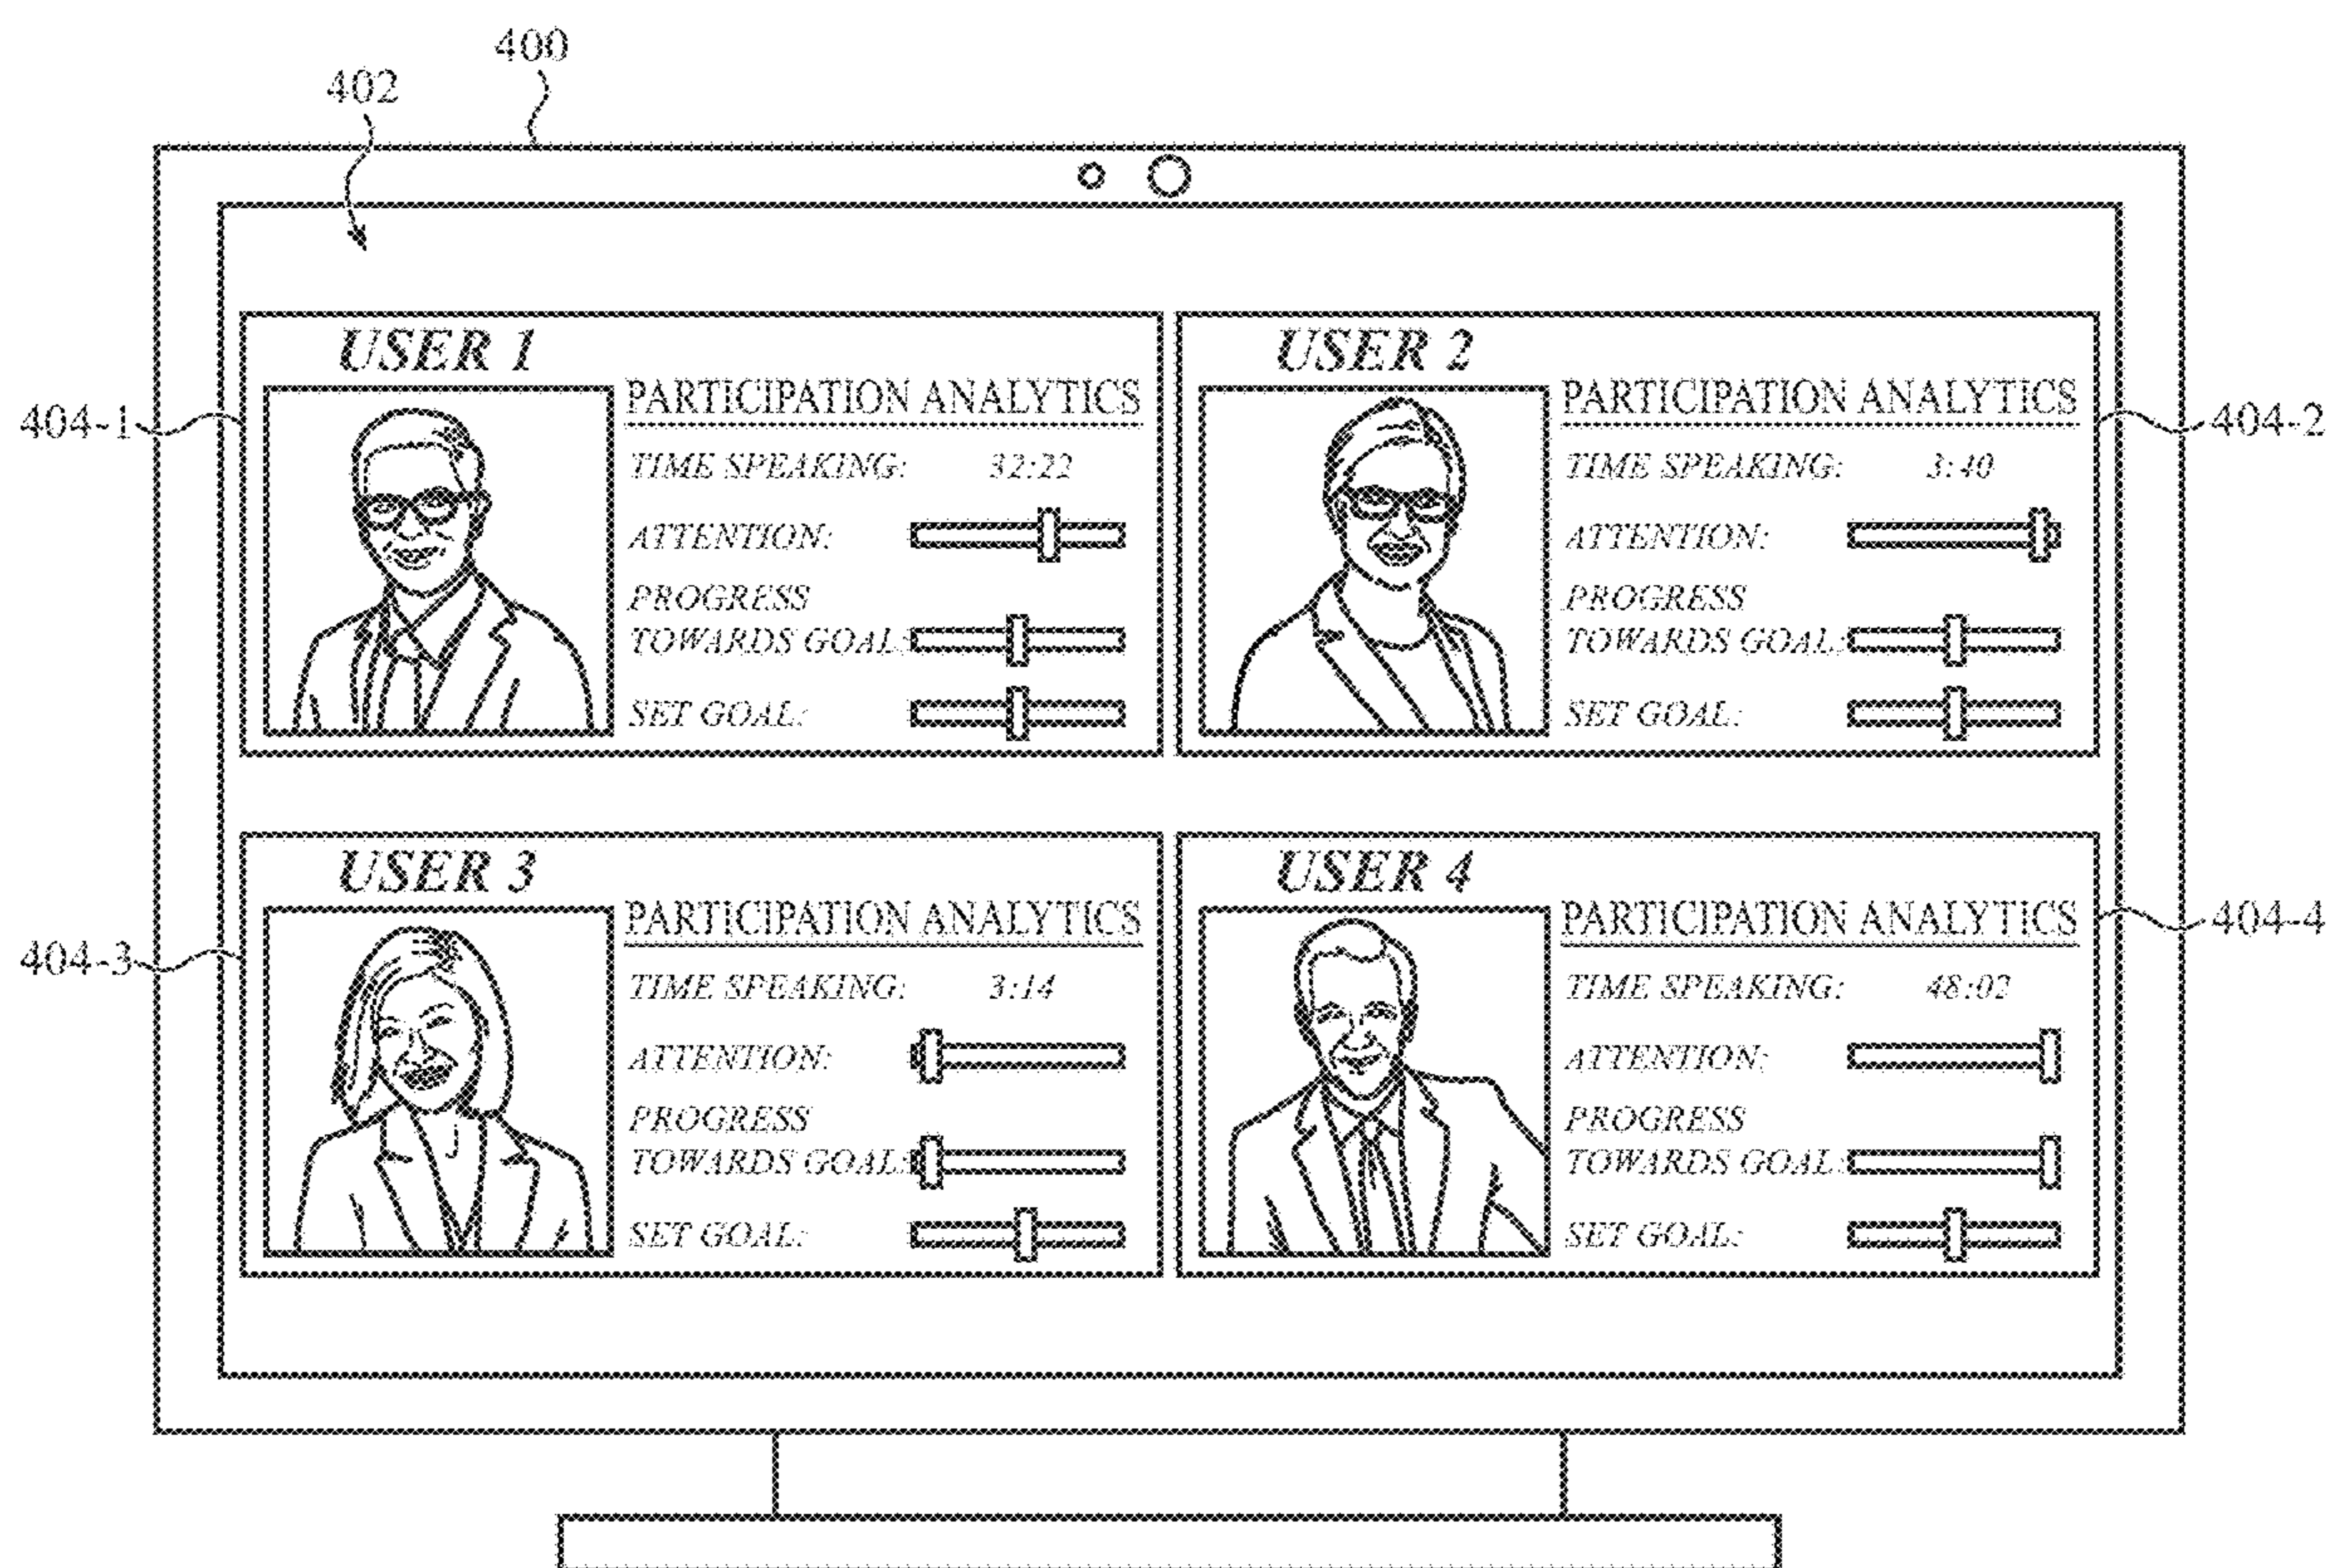 400
402
USER 1
PARTICIPATION ANALYTICS
404-1
TIME SPEAKING: 32:22
ATTENTION:
PROGRESS
TOWARDS GOAL:
SET GOAL:
USER 2
PARTICIPATION ANALYTICS
404-2
TIME SPEAKING: 3:40
ATTENTION:
PROGRESS
TOWARDS GOAL:
SET GOAL:
USER 3
PARTICIPATION ANALYTICS
404-3
TIME SPEAKING: 3:14
ATTENTION:
PROGRESS
TOWARDS GOAL:
SET GOAL:
USER 4
PARTICIPATION ANALYTICS
404-4
TIME SPEAKING: 48:02
ATTENTION:
PROGRESS
TOWARDS GOAL:
SET GOAL: